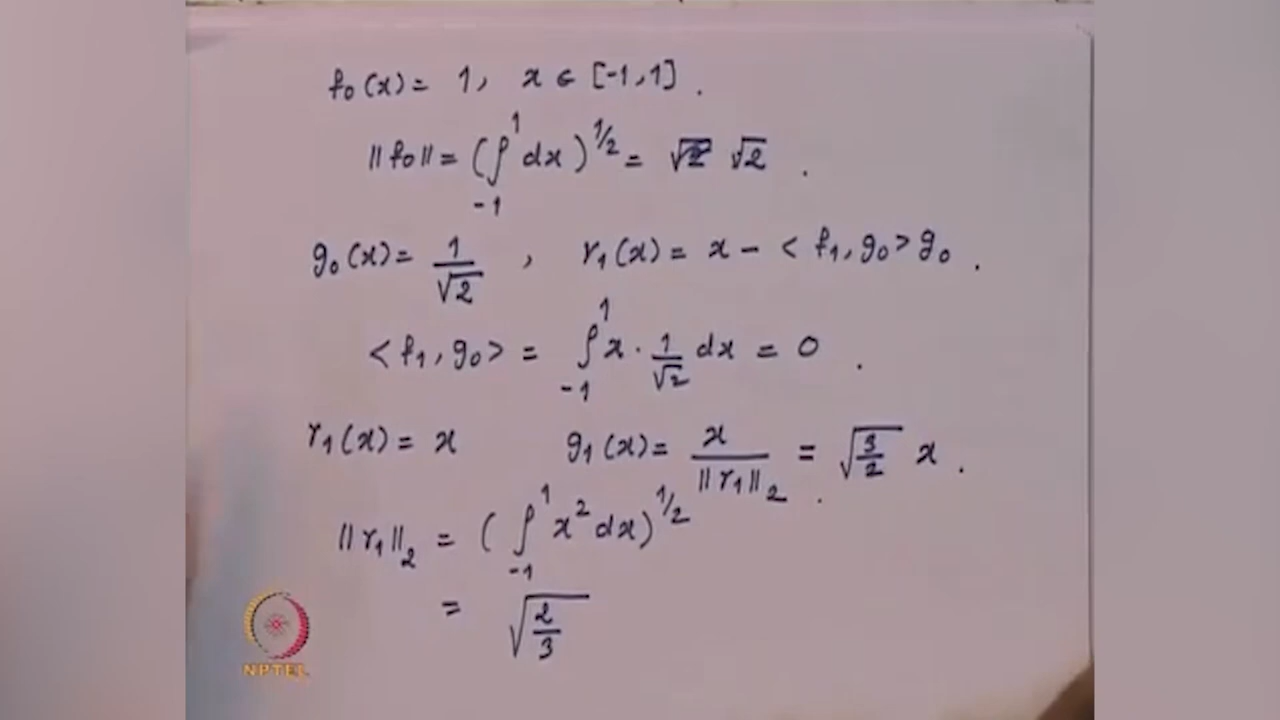 f₀(x) = 1, x ∈ [-1, 1].
||f₀|| = (∫₋₁¹ dx)^{1/2} = √2 √2 .
g₀(x) = 1/√2 , r₁(x) = x - <f₁, g₀> g₀ .
<f₁, g₀> = ∫₋₁¹ x · 1/√2 dx = 0 .
r₁(x) = x g₁(x) = x/||r₁||₂ = √(3/2) x .
||r₁||₂ = (∫₋₁¹ x² dx)^{1/2} .
= √(2/3)
NPTEL